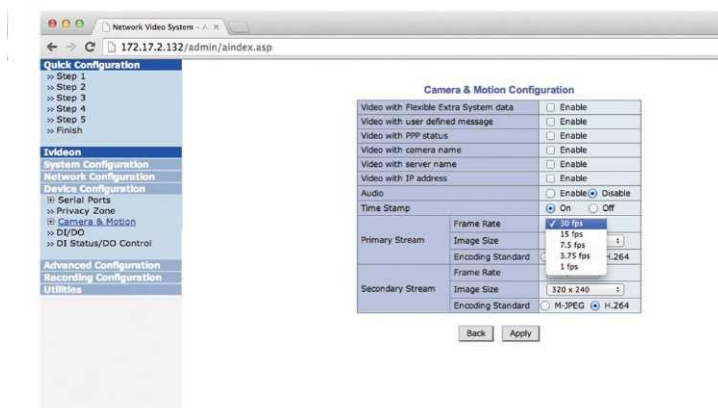 Network Video System - A
172.17.2.132/admin/aindex.asp
Quick Configuration
›› Step 1
›› Step 2
›› Step 3
›› Step 4
›› Step 5
›› Finish
Ivideon
System Configuration
Network Configuration
Device Configuration
Serial Ports
›› Privacy Zone
Camera & Motion
›› DI/DO
›› DI Status/DO Control
Advanced Configuration
Recording Configuration
Utilities
Camera & Motion Configuration
Video with Flexible Extra System data Enable
Video with user defined message Enable
Video with PPP status Enable
Video with camera name Enable
Video with server name Enable
Video with IP address Enable
Audio Enable Disable
Time Stamp On Off
Primary Stream
Frame Rate
Image Size
Encoding Standard H.264
✓ 30 fps
15 fps
7.5 fps
3.75 fps
1 fps
Secondary Stream
Frame Rate
Image Size 320 x 240
Encoding Standard M-JPEG H.264
Back Apply